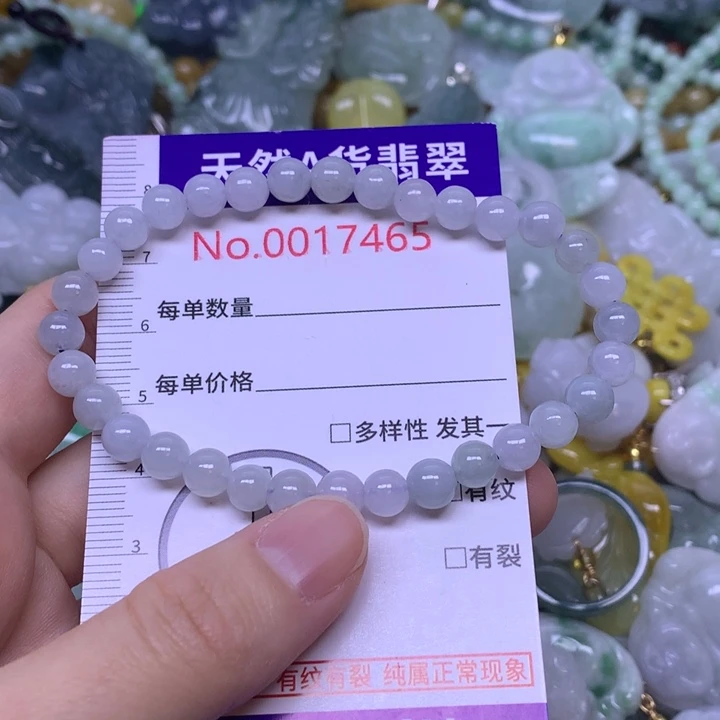 天然A货翡翠
No.0017465
8
7
每单数量
6
每单价格
5
□多样性 发其一
4
□有纹
3
□有裂
有纹有裂 纯属正常现象